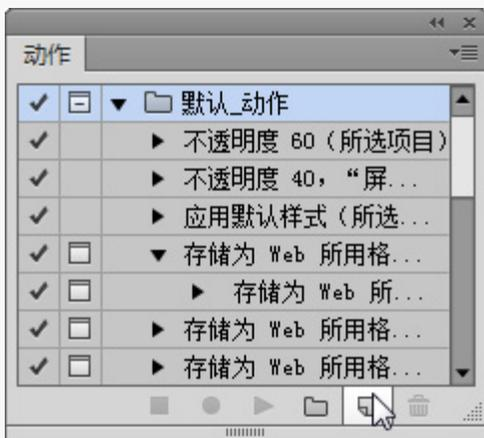 动作
默认_动作
不透明度 60（所选项目）
不透明度 40，“屏...
应用默认样式（所选...
存储为 Web 所用格...
存储为 Web 所...
存储为 Web 所用格...
存储为 Web 所用格...